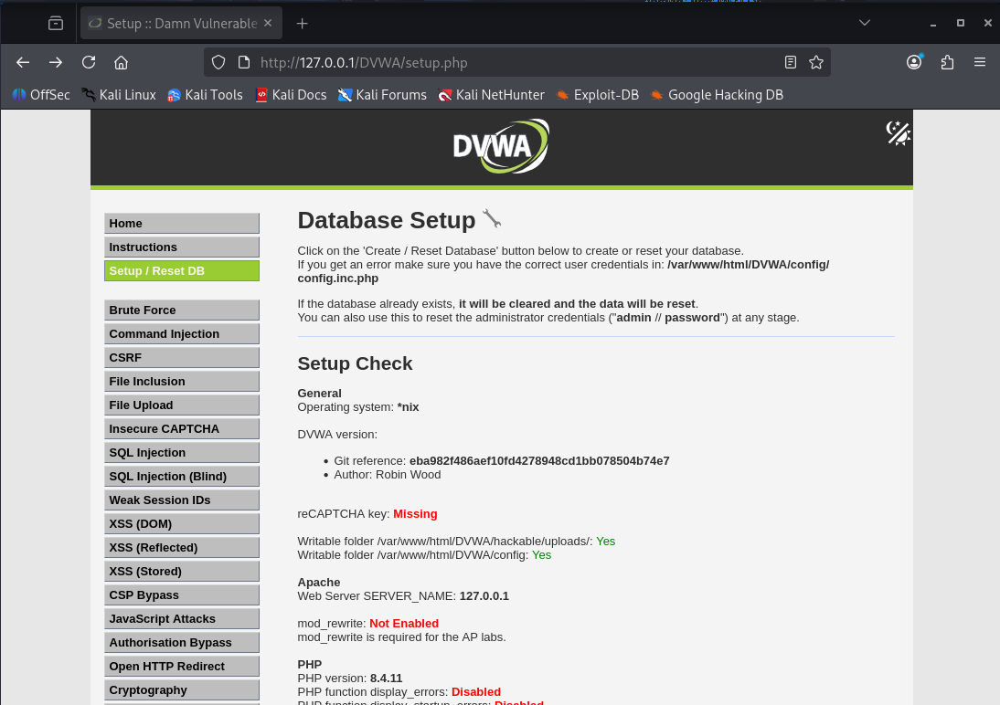 Setup :: Damn Vulnerable
http://127.0.0.1/DVWA/setup.php
OffSec Kali Linux Kali Tools Kali Docs Kali Forums Kali NetHunter Exploit-DB Google Hacking DB
DVWA
Home
Instructions
Setup / Reset DB
Brute Force
Command Injection
CSRF
File Inclusion
File Upload
Insecure CAPTCHA
SQL Injection
SQL Injection (Blind)
Weak Session IDs
XSS (DOM)
XSS (Reflected)
XSS (Stored)
CSP Bypass
JavaScript Attacks
Authorisation Bypass
Open HTTP Redirect
Cryptography
Database Setup
Click on the 'Create / Reset Database' button below to create or reset your database.
If you get an error make sure you have the correct user credentials in: /var/www/html/DVWA/config/
config.inc.php
If the database already exists, it will be cleared and the data will be reset.
You can also use this to reset the administrator credentials ("admin // password") at any stage.
Setup Check
General
Operating system: *nix
DVWA version:
• Git reference: eba982f486aef10fd4278948cd1bb078504b74e7
• Author: Robin Wood
reCAPTCHA key: Missing
Writable folder /var/www/html/DVWA/hackable/uploads/: Yes
Writable folder /var/www/html/DVWA/config: Yes
Apache
Web Server SERVER_NAME: 127.0.0.1
mod_rewrite: Not Enabled
mod_rewrite is required for the AP labs.
PHP
PHP version: 8.4.11
PHP function display_errors: Disabled
PHP function display_startup_errors: Disabled